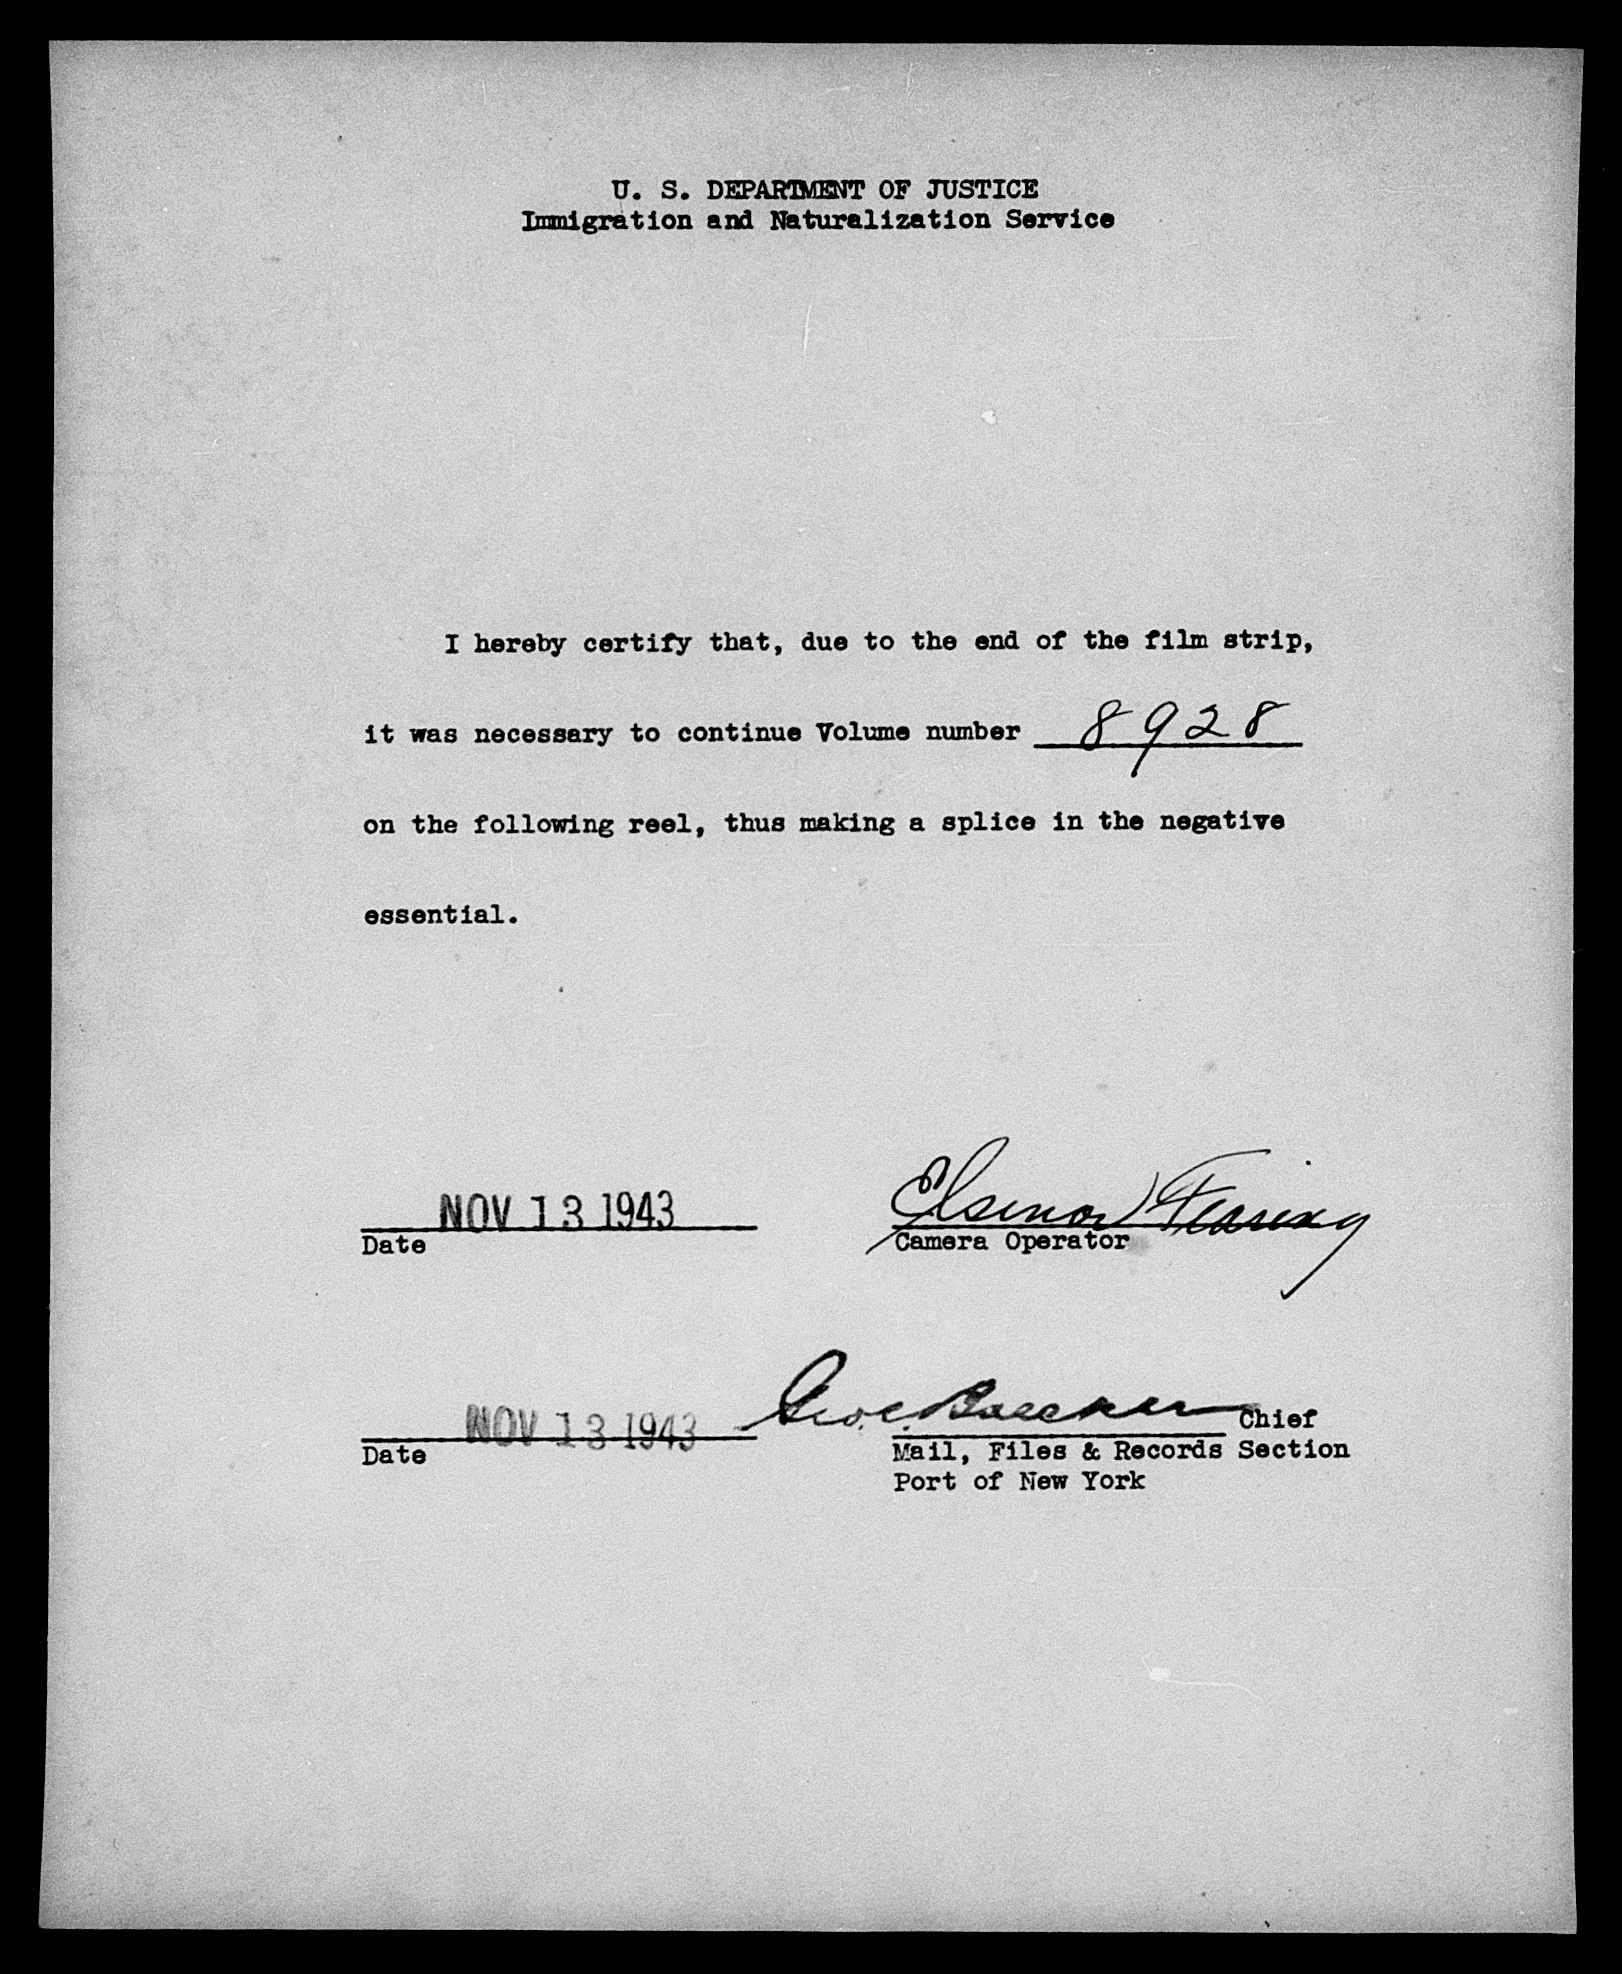 U. S. DEPARTMENT OF JUSTICE
Immigration and Naturalization Service
I hereby certify that, due to the end of the film strip,
it was necessary to continue Volume number 8928
on the following reel, thus making a splice in the negative
essential.
NOV 13 1943
Date
Camera Operator
NOV 13 1943 Geo. Chief
Date
Mail, Files & Records Section
Port of New York